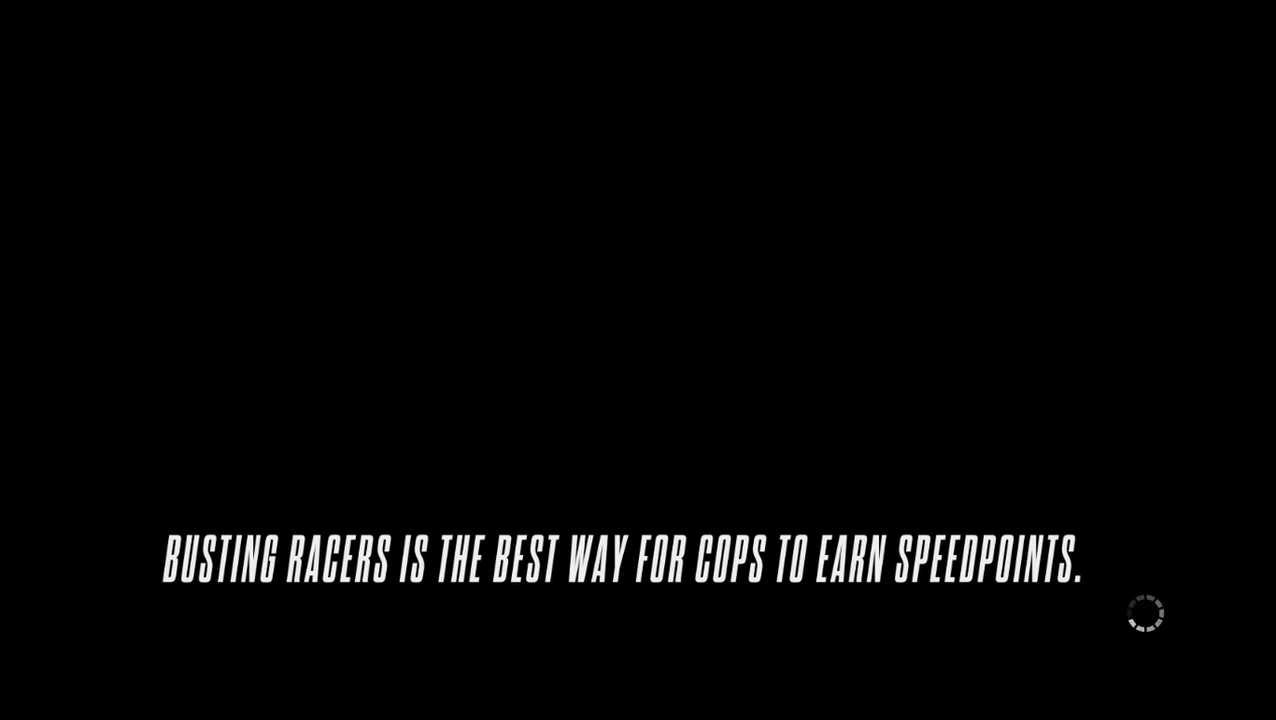 BUSTING RACERS IS THE BEST WAY FOR COPS TO EARN SPEEDPOINTS.